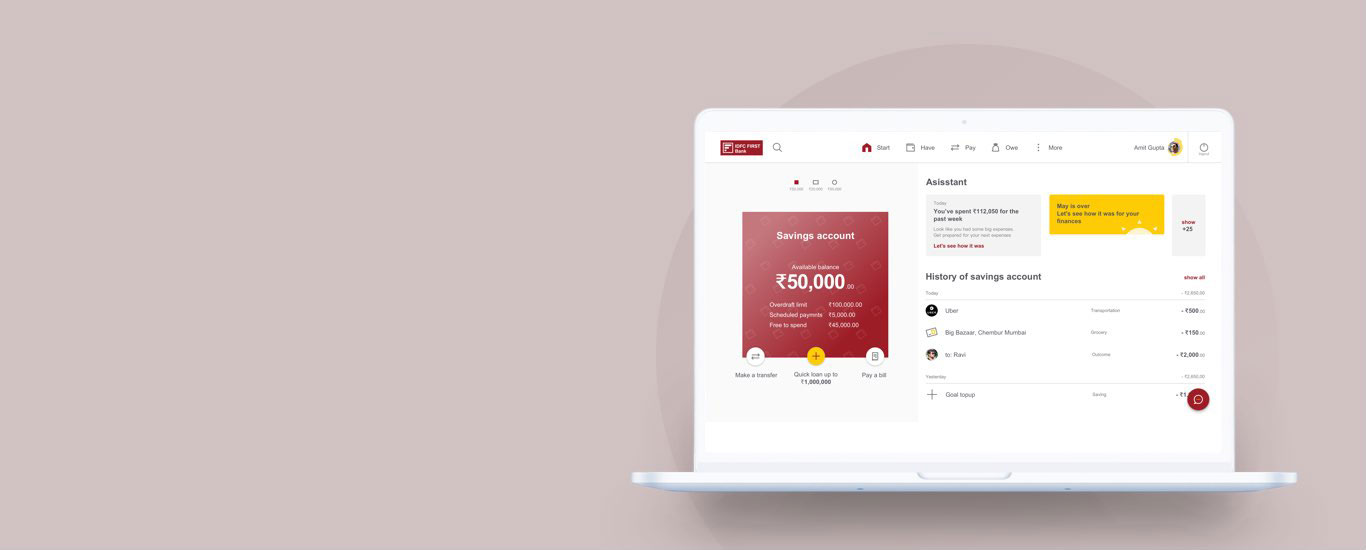 IDFC FIRST
Bank
Start
Have
Pay
Owe
More
Amit Gupta
Savings account
Available balance
₹50,000.00
Overdraft limit ₹100,000.00
Scheduled paymnts ₹5,000.00
Free to spend ₹45,000.00
Make a transfer
Quick loan up to
₹1,000,000
Pay a bill
Asisstant
Today
You've spent ₹112,050 for the
past week
Look like you had some big expenses.
Get prepared for your next expenses
Let's see how it was
May is over
Let's see how it was for your
finances
show
+25
History of savings account
show all
Today - ₹2,650.00
Uber Transportation - ₹500.00
Big Bazaar, Chembur Mumbai Grocery - ₹150.00
to: Ravi Outcome - ₹2,000.00
Yesterday - ₹2,650.00
Goal topup Saving